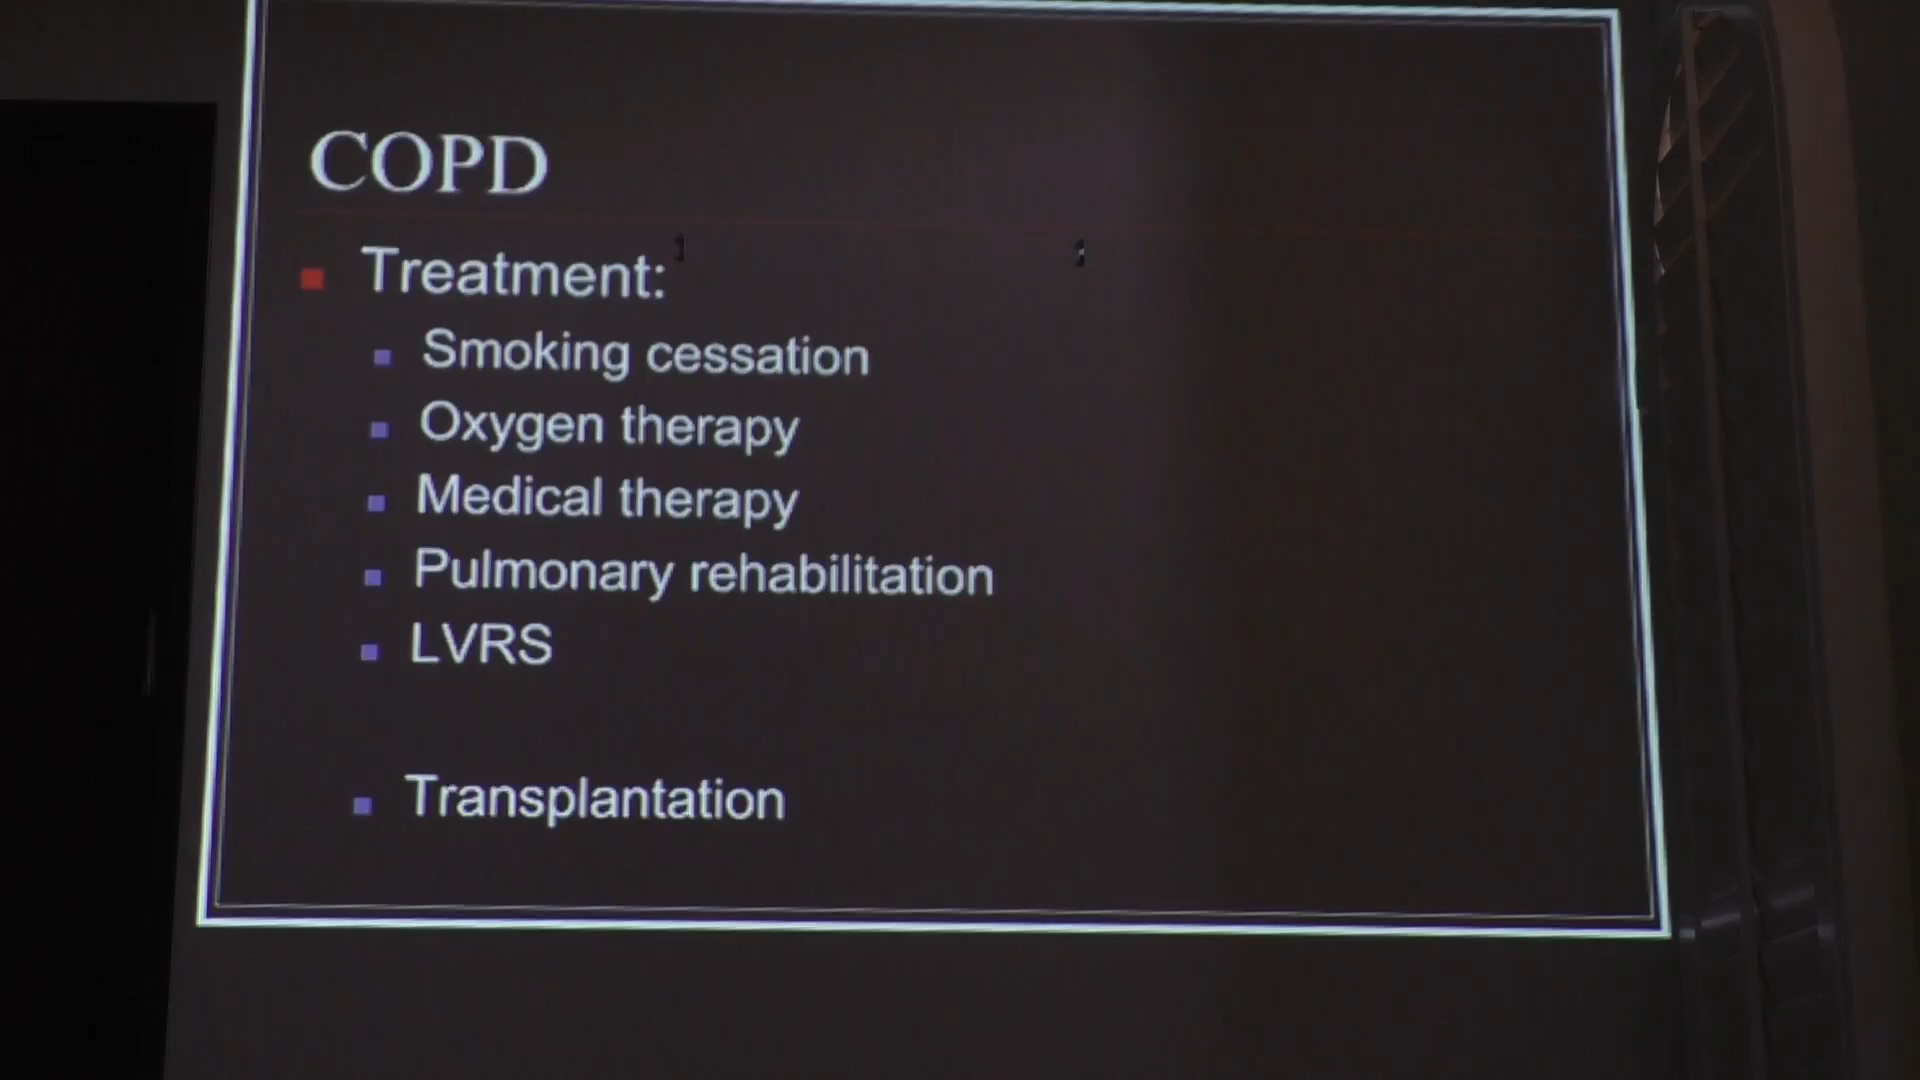 COPD
Treatment:
Smoking cessation
Oxygen therapy
Medical therapy
Pulmonary rehabilitation
LVRS
Transplantation